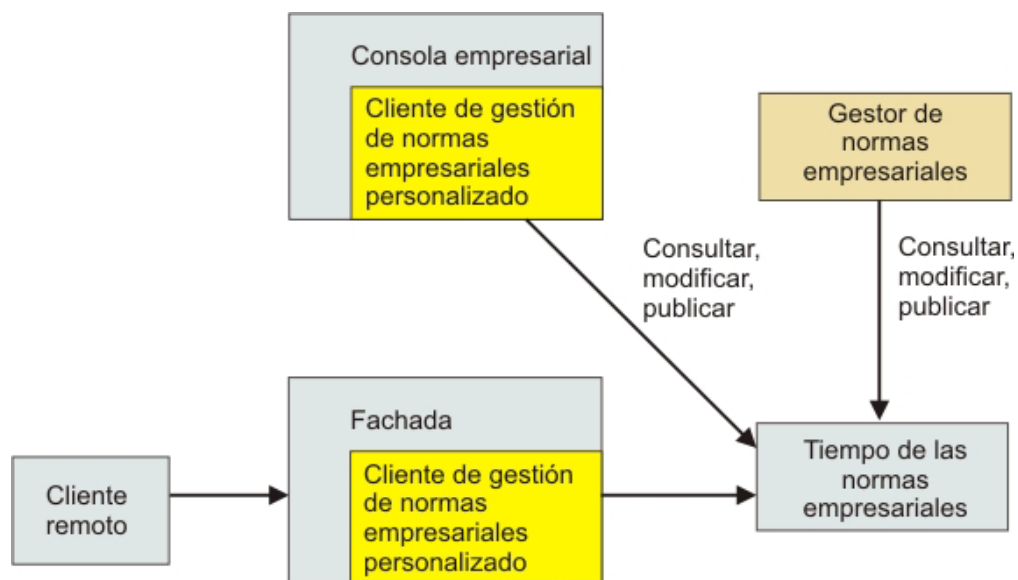 Consola empresarial
Cliente de gestión
de normas
empresariales
personalizado
Gestor de
normas
empresariales
Consultar,
modificar,
publicar
Consultar,
modificar,
publicar
Fachada
Cliente de gestión
de normas
empresariales
personalizado
Cliente
remoto
Tiempo de las
normas
empresariales